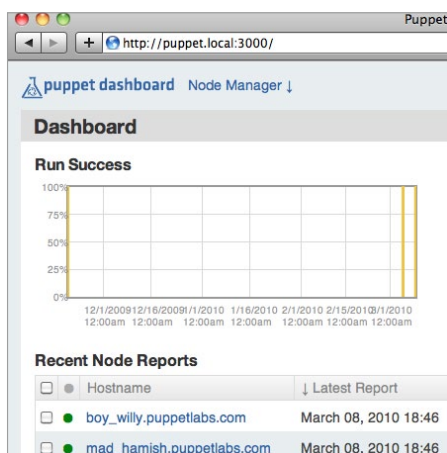 Puppet
http://puppet.local:3000/
puppet dashboard Node Manager ↓
Dashboard
Run Success
100%
75%
50%
25%
0%
12/1/2009 12/16/2009 1/1/2010 1/16/2010 2/1/2010 2/15/2010 3/1/2010
12:00am 12:00am 12:00am 12:00am 12:00am 12:00am 12:00am
Recent Node Reports
Hostname ↓ Latest Report
boy_willy.puppetlabs.com March 08, 2010 18:46
mad_hamish.puppetlabs.com March 08, 2010 18:46